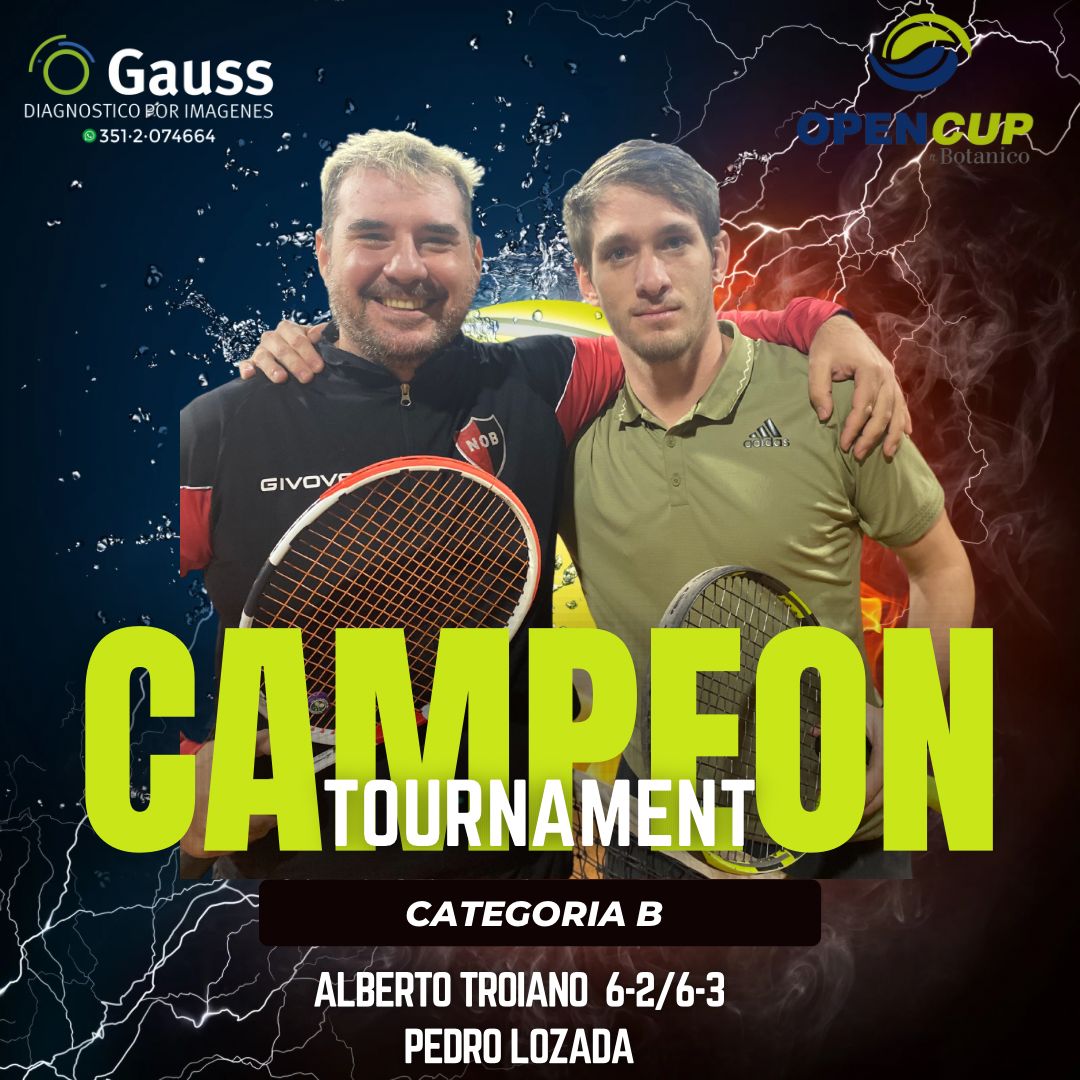 Gauss
DIAGNOSTICO POR IMAGENES
351-2-074664
OPENCUP
Botanico
NOB
GIVOVA
adidas
CAMPEON
TOURNAMENT
CATEGORIA B
ALBERTO TROIANO 6-2/6-3
PEDRO LOZADA